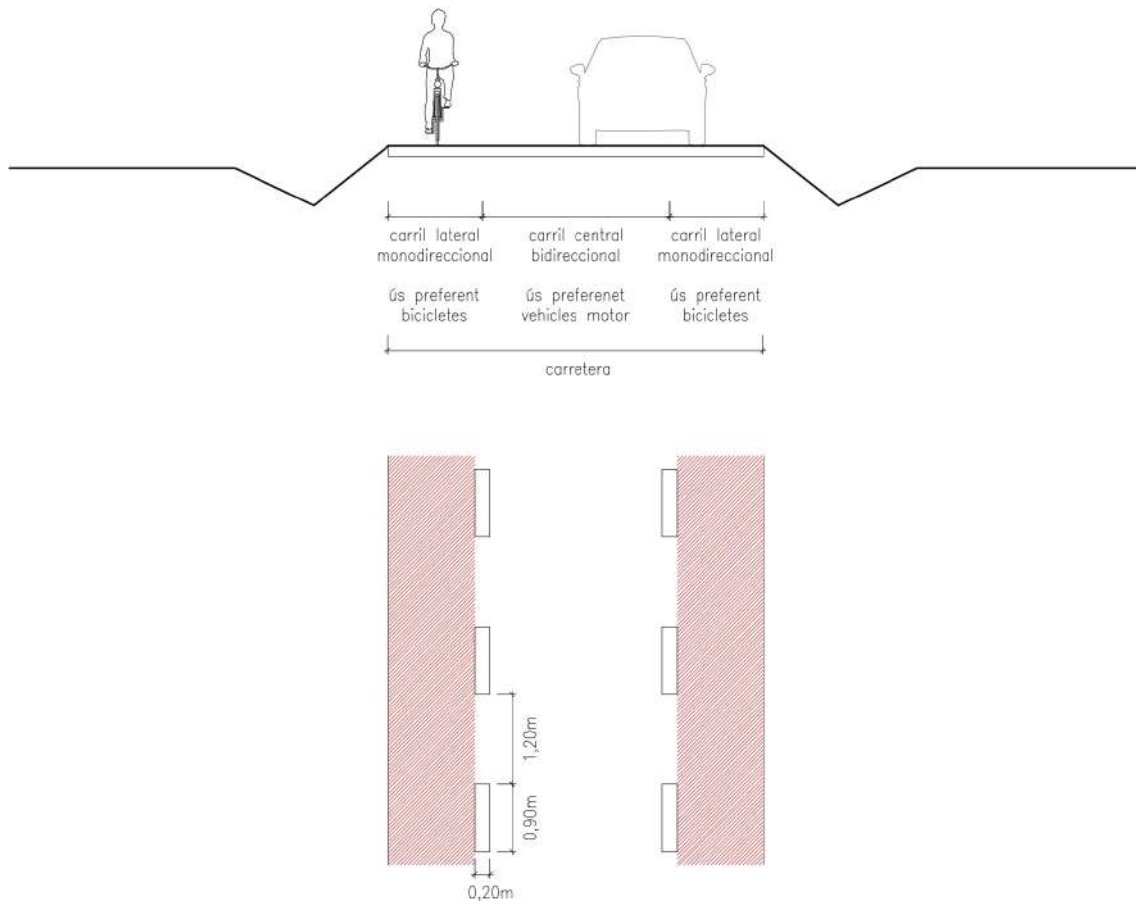 carril lateral
monodireccional
ús preferent
bicicletes
carril central
bidireccional
ús preferenet
vehicles motor
carril lateral
monodireccional
ús preferent
bicicletes
carretera
1,20m
0,90m
0,20m